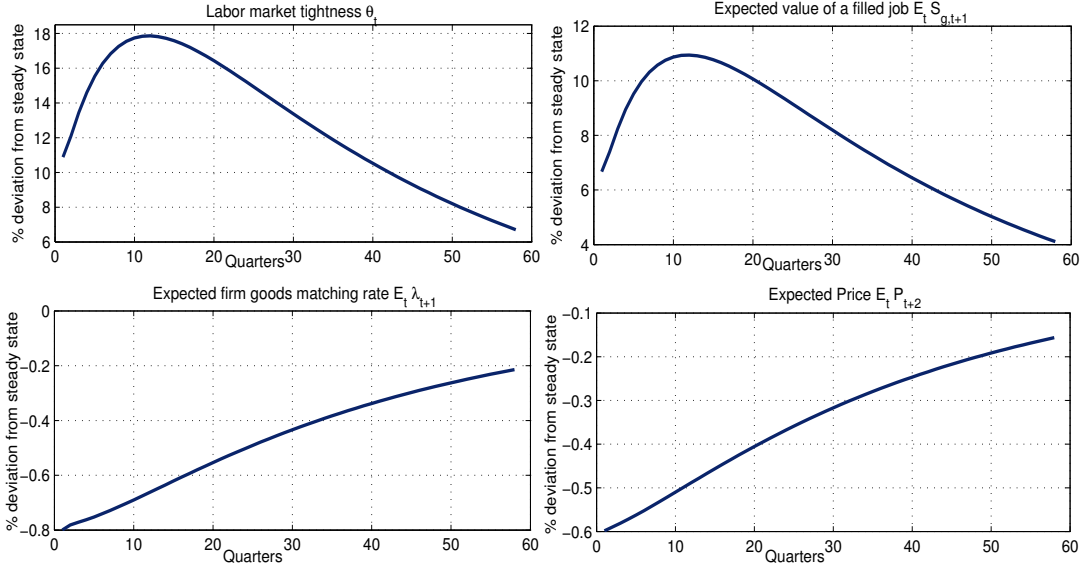 Labor market tightness θt
% deviation from steady state
18
16
14
12
10
8
6
0 10 20 30 40 50 60
Quarters
Expected value of a filled job Et Sg,t+1
% deviation from steady state
12
10
8
6
4
0 10 20 30 40 50 60
Quarters
Expected firm goods matching rate Et λt+1
% deviation from steady state
0
−0.2
−0.4
−0.6
−0.8
0 10 20 30 40 50 60
Quarters
Expected Price Et Pt+2
% deviation from steady state
−0.1
−0.2
−0.3
−0.4
−0.5
−0.6
0 10 20 30 40 50 60
Quarters